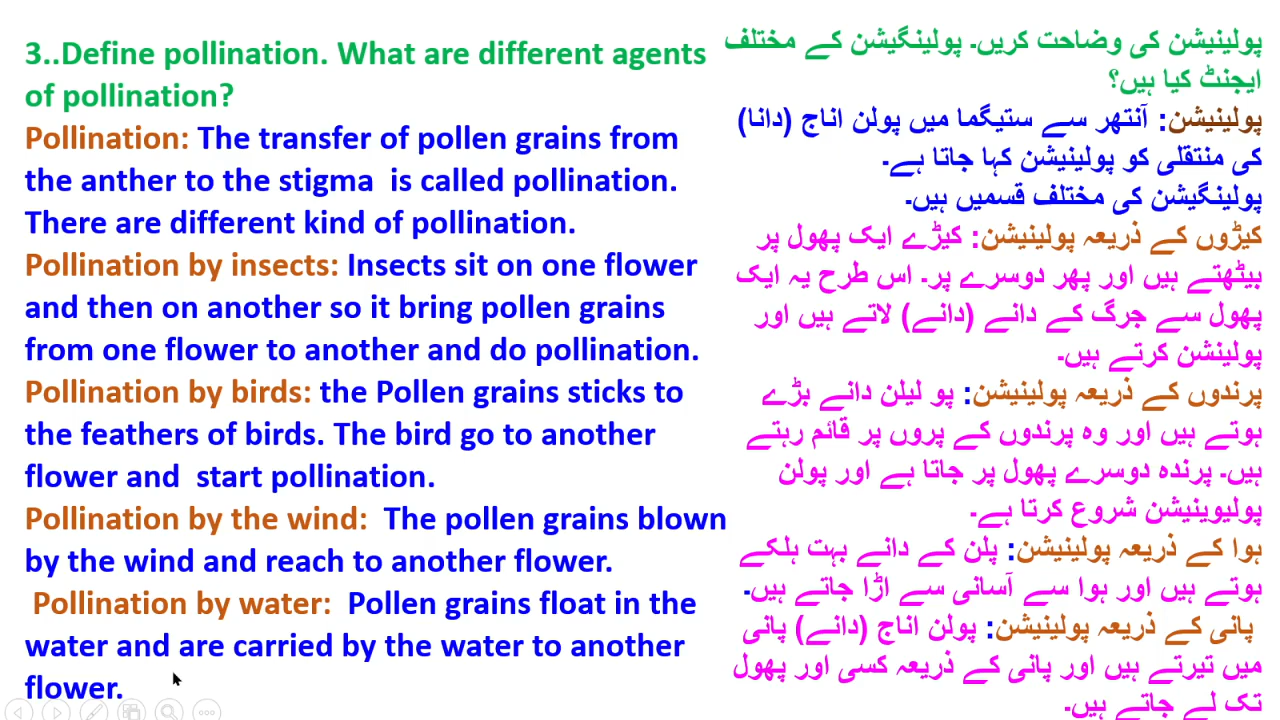 3..Define pollination. What are different agents
of pollination?
Pollination: The transfer of pollen grains from
the anther to the stigma  is called pollination.
There are different kind of pollination.
Pollination by insects: Insects sit on one flower
and then on another so it bring pollen grains
from one flower to another and do pollination.
Pollination by birds: the Pollen grains sticks to
the feathers of birds. The bird go to another
flower and  start pollination.
Pollination by the wind:  The pollen grains blown
by the wind and reach to another flower.
Pollination by water:  Pollen grains float in the
water and are carried by the water to another
flower.
پولینیشن کی وضاحت کریں۔ پولینگیشن کے مختلف
ایجنٹ کیا ہیں؟
پولینیشن: آنتھر سے ستیگما میں پولن اناج (دانا)
کی منتقلی کو پولینیشن کہا جاتا ہے۔
پولینگیشن کی مختلف قسمیں ہیں۔
کیڑوں کے ذریعہ پولینیشن: کیڑے ایک پھول پر
بیٹھتے ہیں اور پھر دوسرے پر۔ اس طرح یہ ایک
پھول سے جرگ کے دانے (دانے) لاتے ہیں اور
پولینشن کرتے ہیں۔
پرندوں کے ذریعہ پولینیشن: پو لیلن دانے بڑے
ہوتے ہیں اور وہ پرندوں کے پروں پر قائم رہتے
ہیں۔ پرندہ دوسرے پھول پر جاتا ہے اور پولن
پولیوینیشن شروع کرتا ہے۔
ہوا کے ذریعہ پولینیشن: پلن کے دانے بہت ہلکے
ہوتے ہیں اور ہوا سے آسانی سے اڑا جاتے ہیں۔
پانی کے ذریعہ پولینیشن: پولن اناج (دانے) پانی
میں تیرتے ہیں اور پانی کے ذریعہ کسی اور پھول
تک لے جاتے ہیں۔